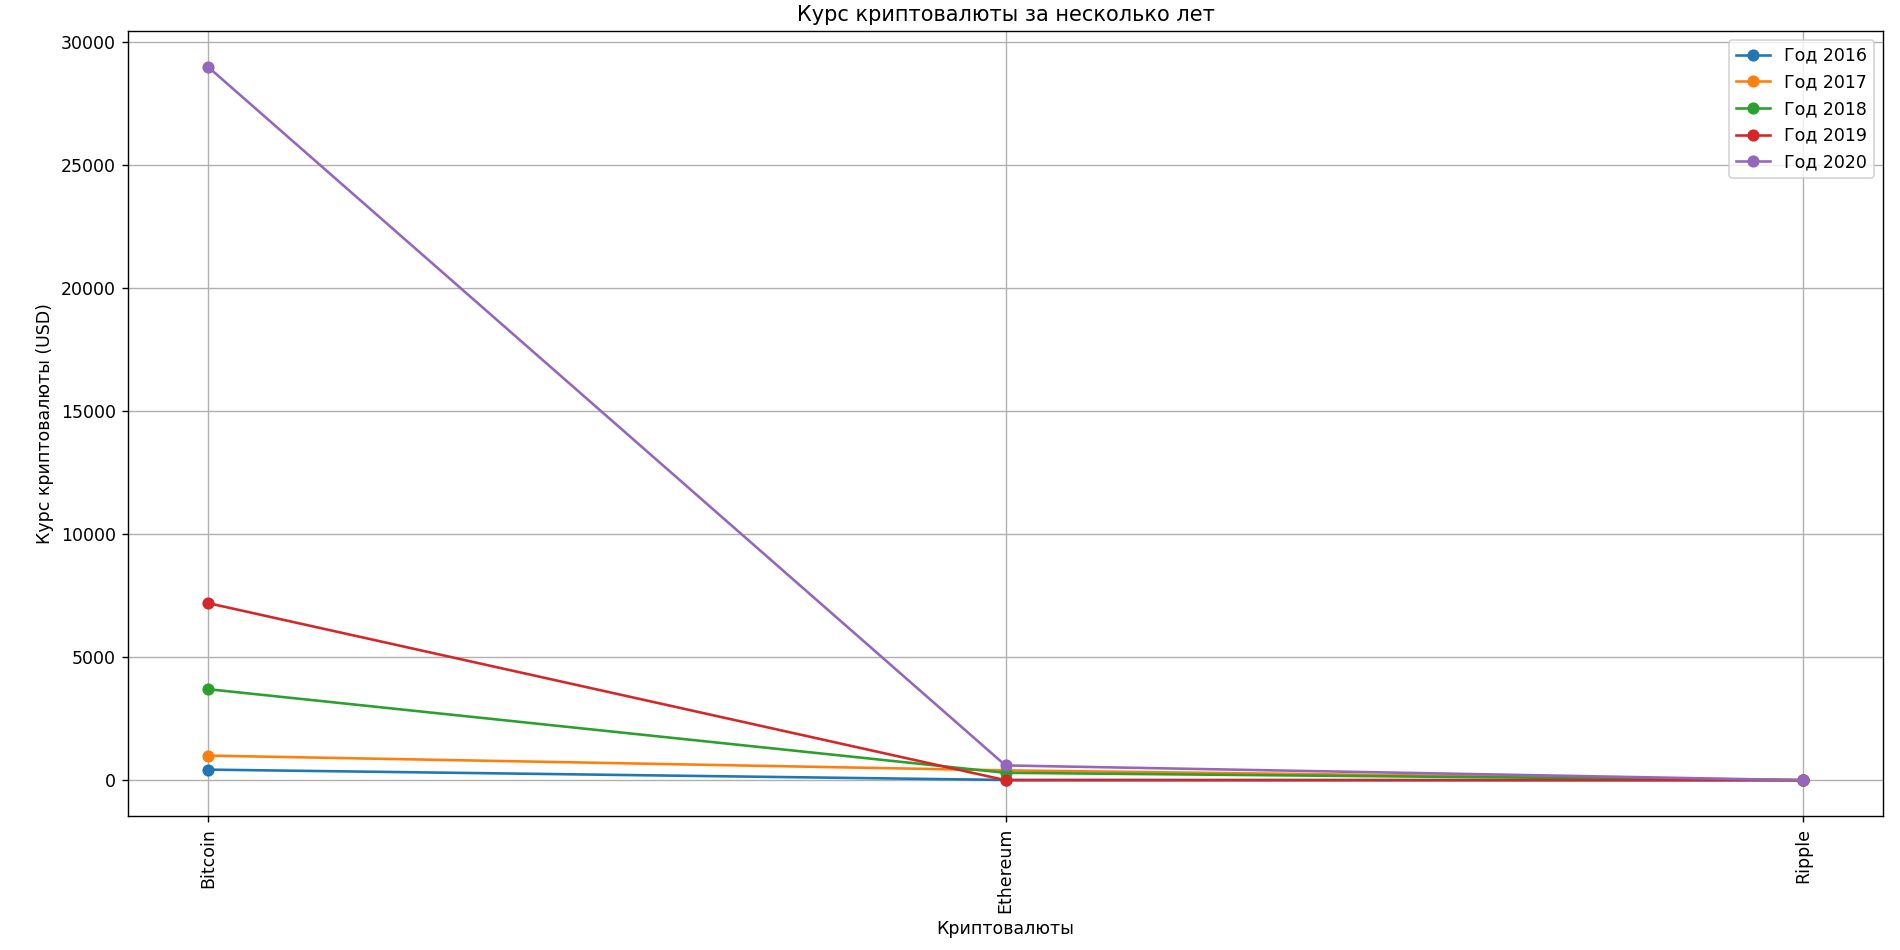 Курс криптовалюты за несколько лет
Год 2016
Год 2017
Год 2018
Год 2019
Год 2020
Курс криптовалюты (USD)
30000
25000
20000
15000
10000
5000
0
Bitcoin
Ethereum
Ripple
Криптовалюты